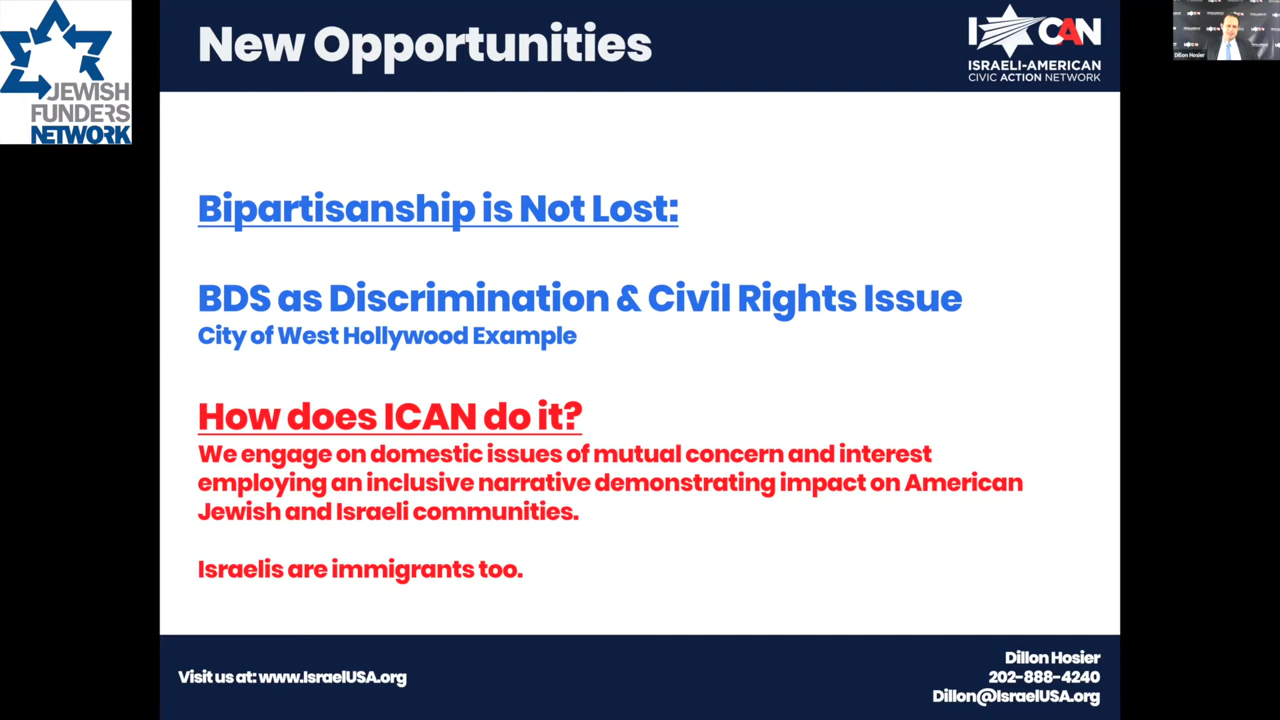 JEWISH
FUNDERS
NETWORK
New Opportunities
ICAN
ISRAELI-AMERICAN
CIVIC ACTION NETWORK
Dillon Hosier
Bipartisanship is Not Lost:
BDS as Discrimination & Civil Rights Issue
City of West Hollywood Example
How does ICAN do it?
We engage on domestic issues of mutual concern and interest
employing an inclusive narrative demonstrating impact on American
Jewish and Israeli communities.
Israelis are immigrants too.
Visit us at: www.IsraelUSA.org
Dillon Hosier
202-888-4240
Dillon@IsraelUSA.org